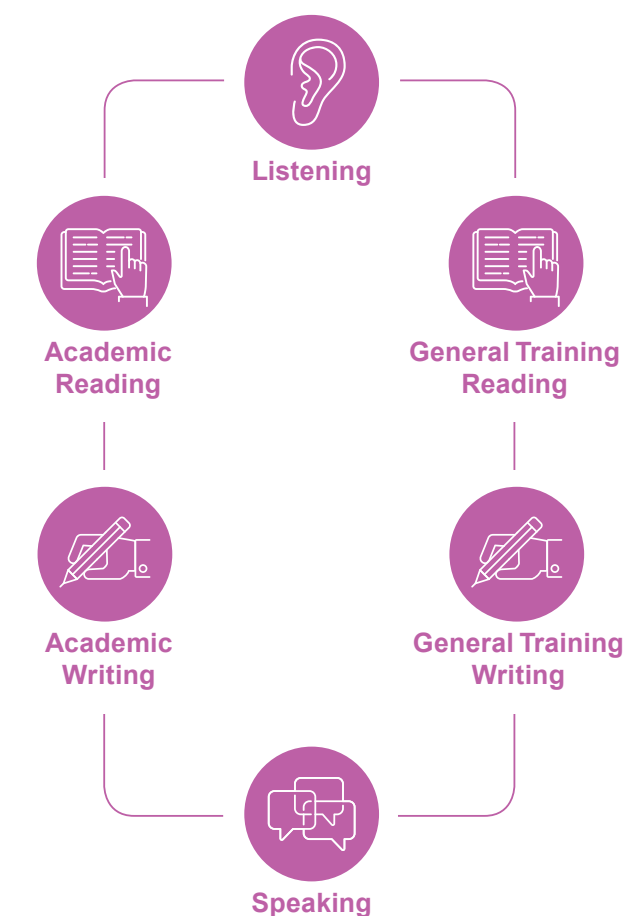 Listening
Academic
Reading
General Training
Reading
Academic
Writing
General Training
Writing
Speaking